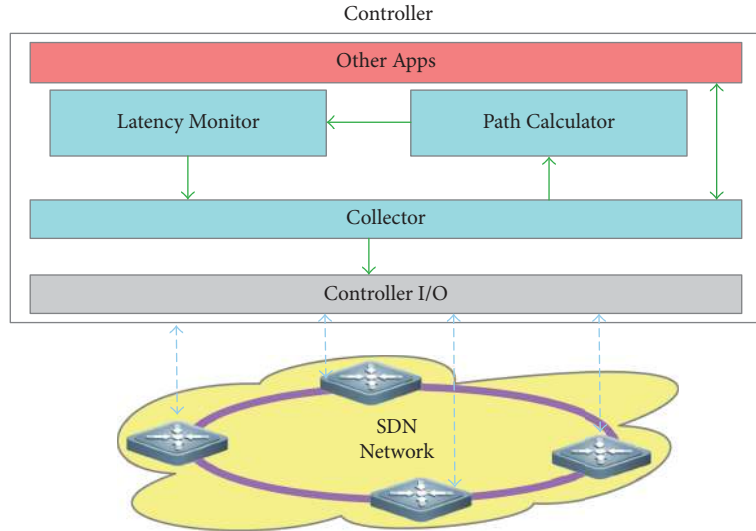 Controller
Other Apps
Latency Monitor
Path Calculator
Collector
Controller I/O
SDN
Network